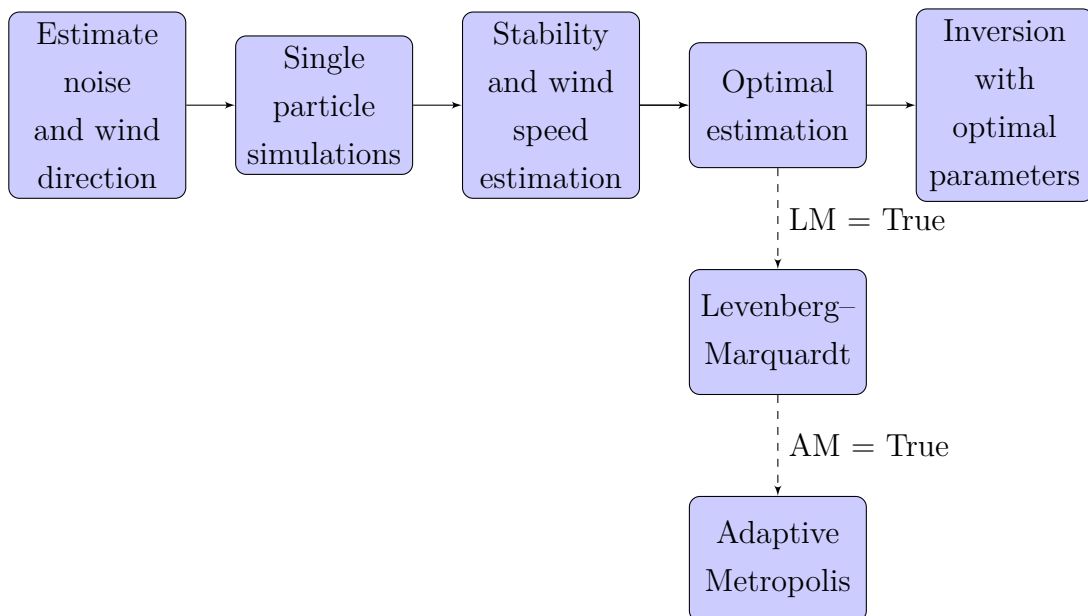 Estimate
noise
and wind
direction
Single
particle
simulations
Stability
and wind
speed
estimation
Optimal
estimation
Inversion
with
optimal
parameters
LM = True
Levenberg–
Marquardt
AM = True
Adaptive
Metropolis